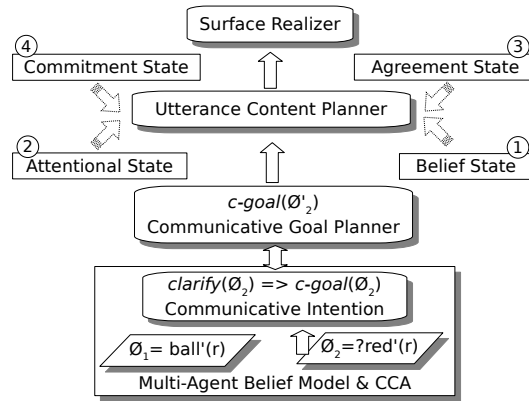 Surface Realizer
4
3
Commitment State
Agreement State
Utterance Content Planner
2
1
Attentional State
Belief State
c-goal(Ø'₂)
Communicative Goal Planner
clarify(Ø₂) => c-goal(Ø₂)
Communicative Intention
Ø₁= ball'(r)
Ø₂=?red'(r)
Multi-Agent Belief Model & CCA